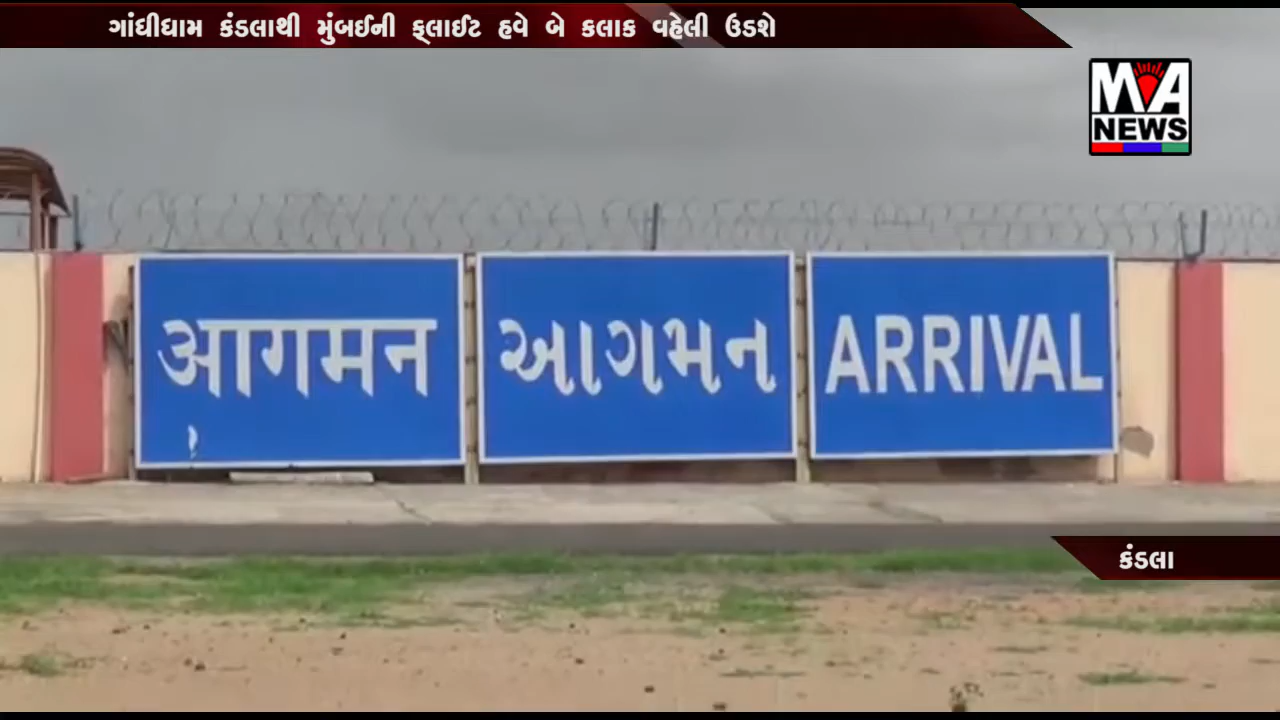 ગાંધીધામ કંડલાથી મુંબઈની ફ્લાઈટ હવે બે કલાક વહેલી ઉડશે
MA
NEWS
आगमन આગમન ARRIVAL
કંડલા